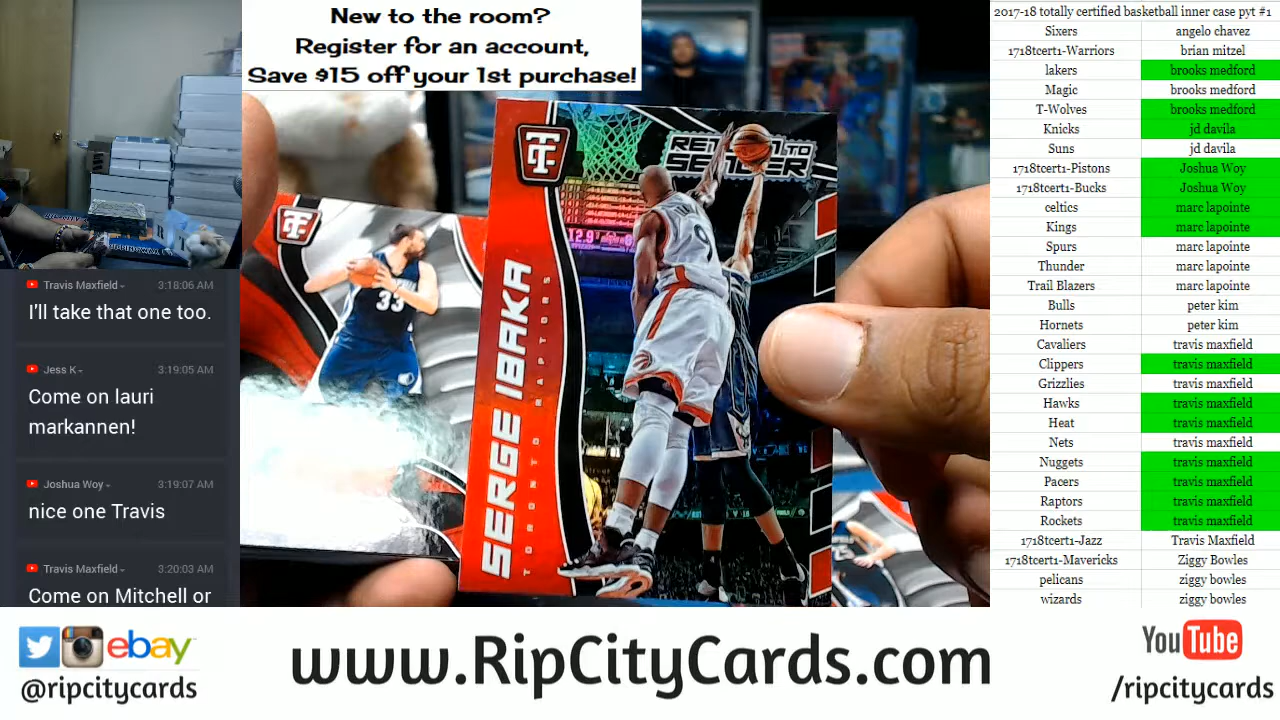 New to the room?
Register for an account,
Save $15 off your 1st purchase!
Travis Maxfield 3:18:06 AM
I'll take that one too.
Jess K 3:19:05 AM
Come on lauri
markannen!
Joshua Woy 3:19:07 AM
nice one Travis
Travis Maxfield 3:20:03 AM
Come on Mitchell or
TC
33
TC
RETURN TO
SENDER
9
12.9
SERGE IBAKA
TORONTO RAPTORS
2017-18 totally certified basketball inner case pyt #1
Sixers angelo chavez
1718tcert1-Warriors brian mitzel
lakers brooks medford
Magic brooks medford
T-Wolves brooks medford
Knicks jd davila
Suns jd davila
1718tcert1-Pistons Joshua Woy
1718tcert1-Bucks Joshua Woy
celtics marc lapointe
Kings marc lapointe
Spurs marc lapointe
Thunder marc lapointe
Trail Blazers marc lapointe
Bulls peter kim
Hornets peter kim
Cavaliers travis maxfield
Clippers travis maxfield
Grizzlies travis maxfield
Hawks travis maxfield
Heat travis maxfield
Nets travis maxfield
Nuggets travis maxfield
Pacers travis maxfield
Raptors travis maxfield
Rockets travis maxfield
1718tcert1-Jazz Travis Maxfield
1718tcert1-Mavericks Ziggy Bowles
pelicans ziggy bowles
wizards ziggy bowles
ebay
@ripcitycards
www.RipCityCards.com
YouTube
/ripcitycards